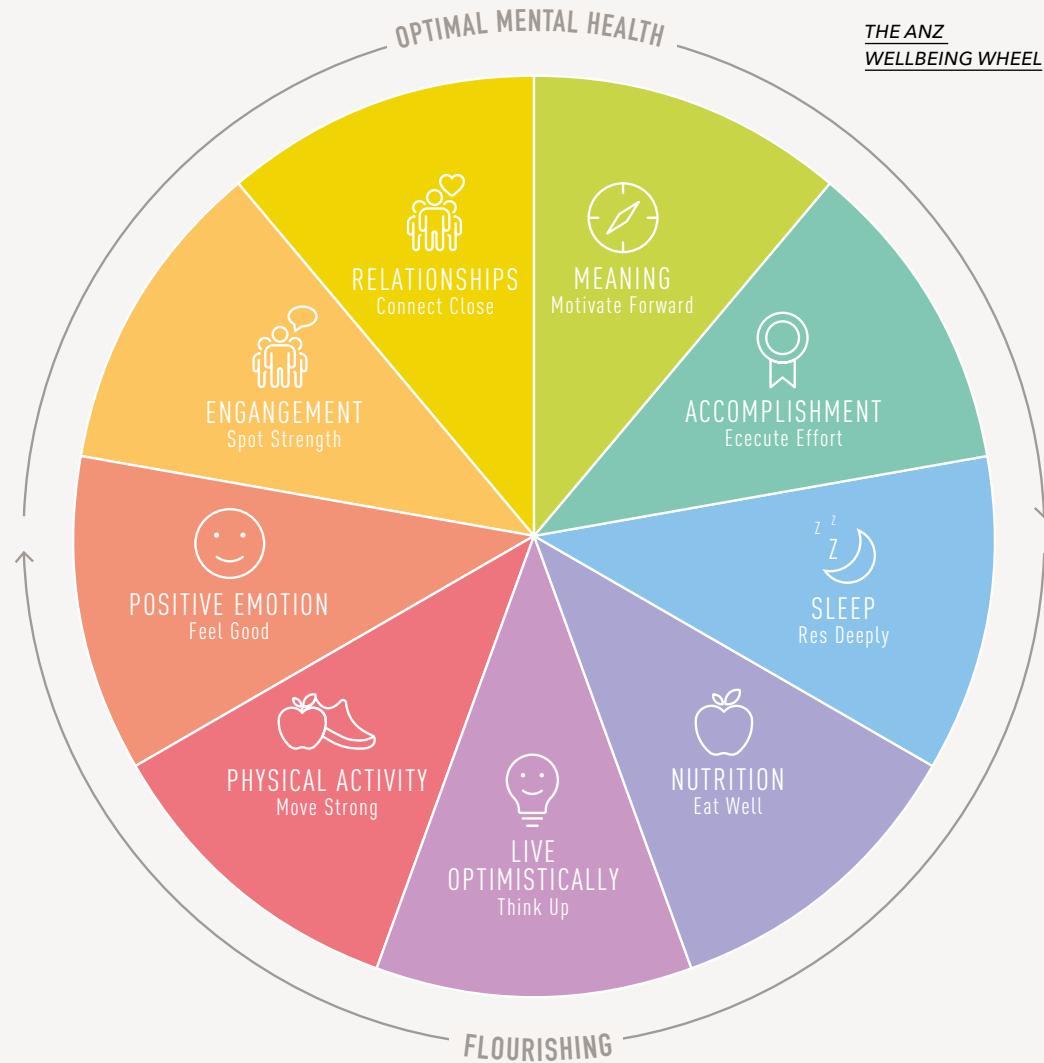 OPTIMAL MENTAL HEALTH
THE ANZ
WELLBEING WHEEL
RELATIONSHIPS
Connect Close
MEANING
Motivate Forward
ENGANGEMENT
Spot Strength
ACCOMPLISHMENT
Ececute Effort
POSITIVE EMOTION
Feel Good
z z
Z
SLEEP
Res Deeply
PHYSICAL ACTIVITY
Move Strong
NUTRITION
Eat Well
LIVE
OPTIMISTICALLY
Think Up
FLOURISHING